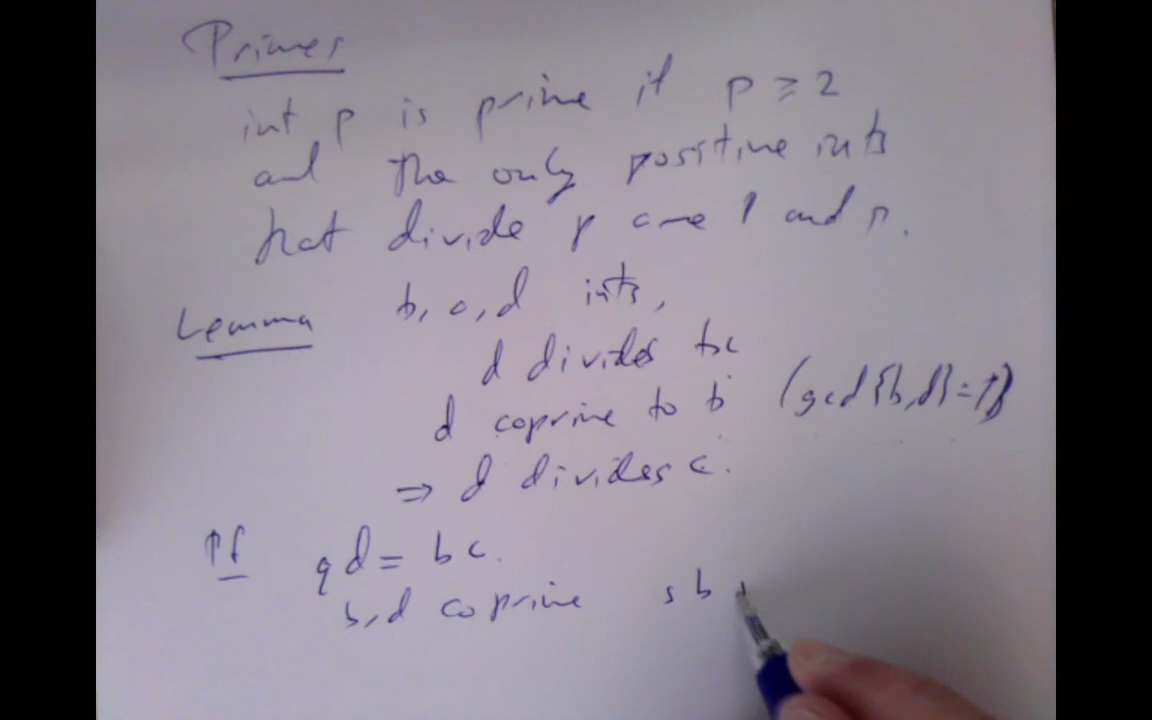 Primes
int p is prime if p ≥ 2
and the only positive ints
that divide p are 1 and p.
Lemma b, c, d ints,
d divides bc
d coprime to b (gcd{b,d}=1)
⇒ d divides c.
Pf qd = bc.
b,d coprime s b